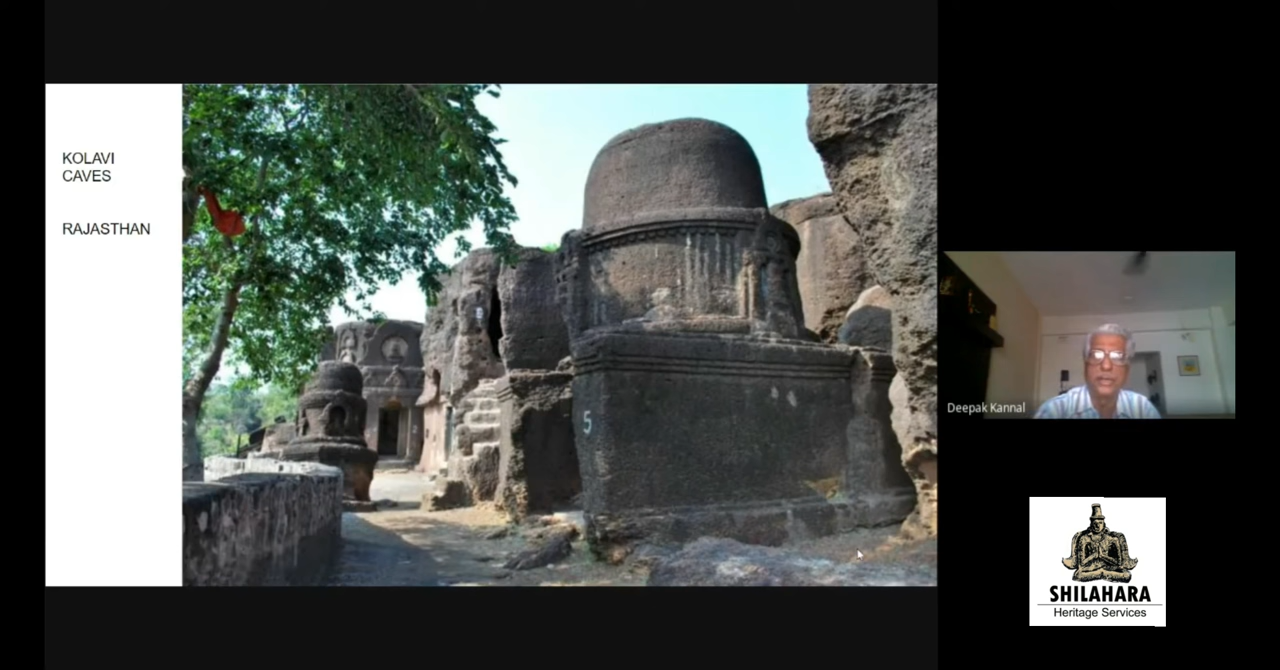 KOLAVI
CAVES
RAJASTHAN
5
Deepak Kannal
SHILAHARA
Heritage Services